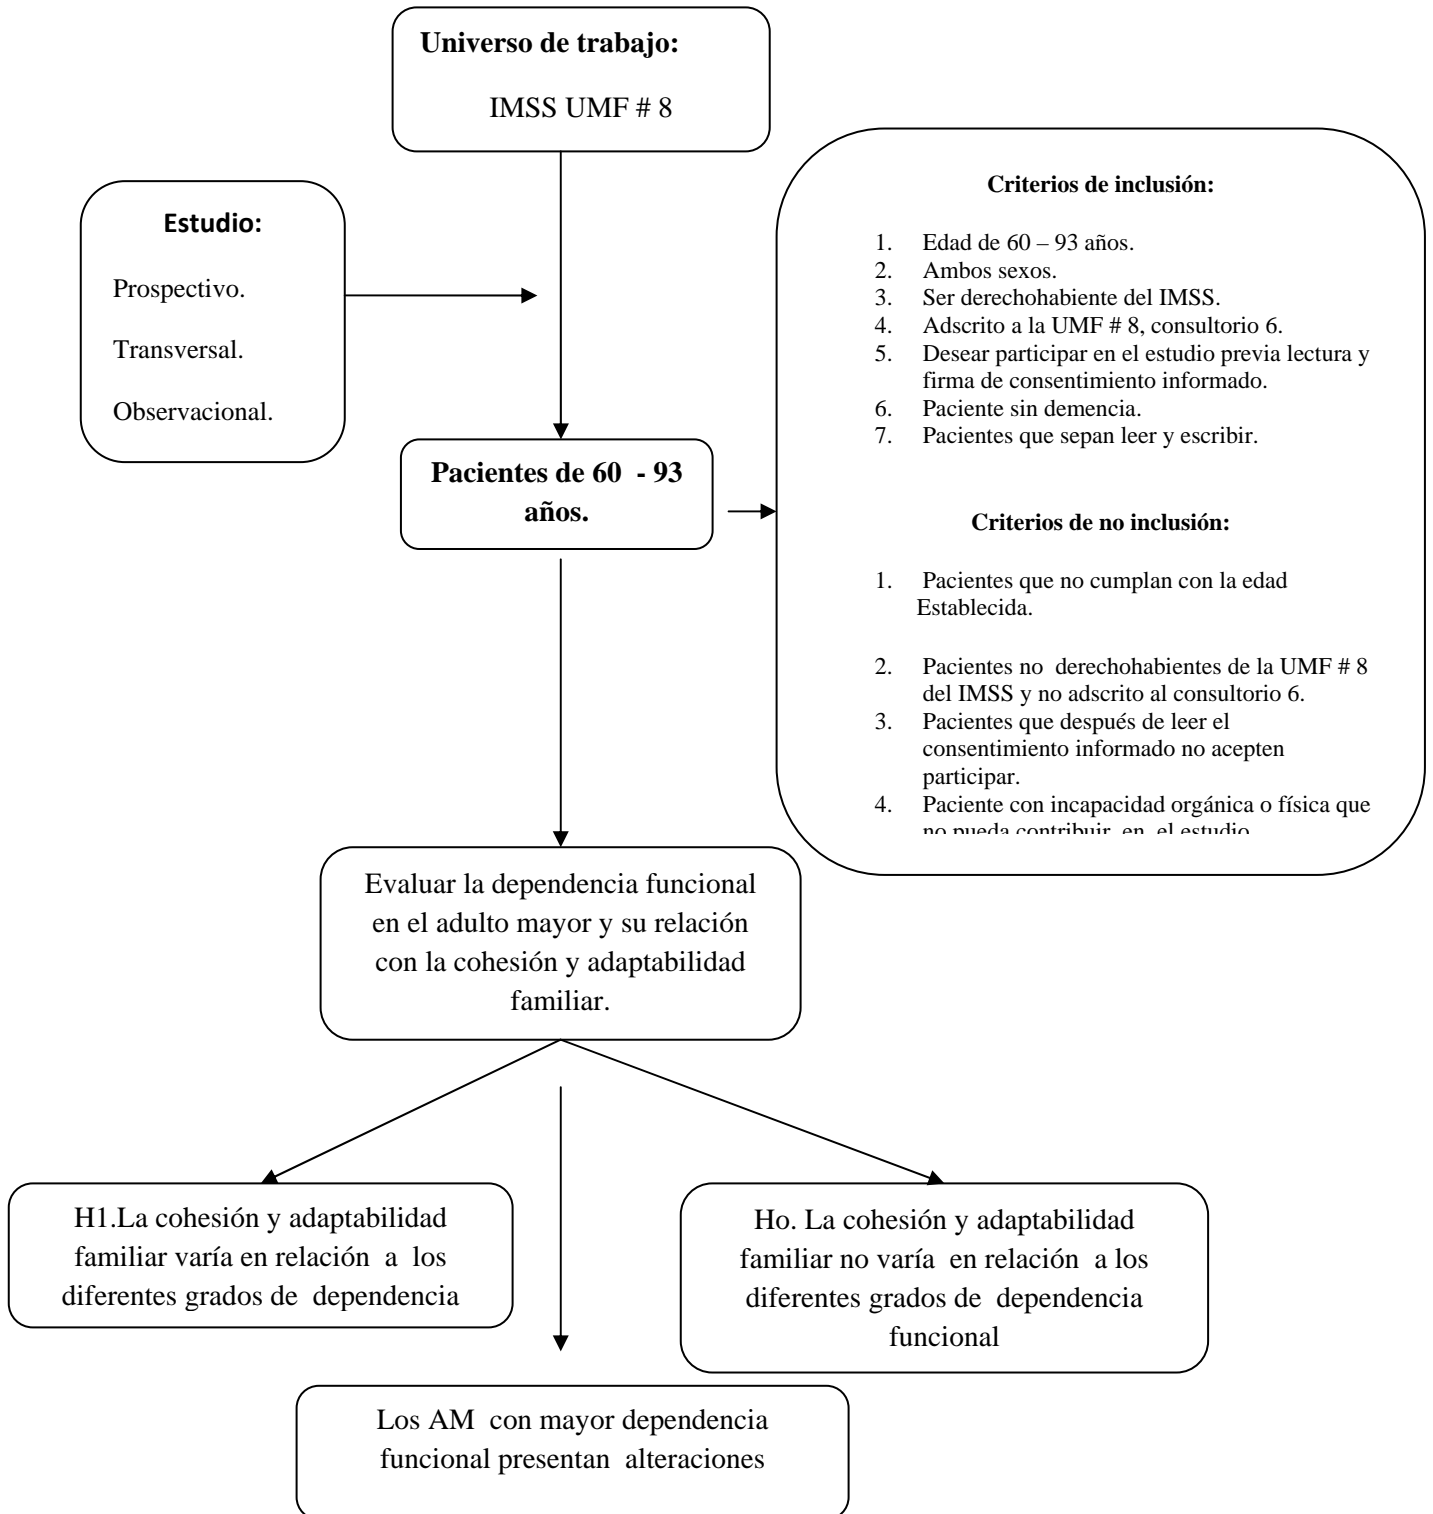 Universo de trabajo:
IMSS UMF # 8
Estudio:
Prospectivo.
Transversal.
Observacional.
Criterios de inclusión:
1. Edad de 60 – 93 años.
2. Ambos sexos.
3. Ser derechohabiente del IMSS.
4. Adscrito a la UMF # 8, consultorio 6.
5. Desear participar en el estudio previa lectura y
firma de consentimiento informado.
6. Paciente sin demencia.
7. Pacientes que sepan leer y escribir.
Criterios de no inclusión:
1. Pacientes que no cumplan con la edad
Establecida.
2. Pacientes no derechohabientes de la UMF # 8
del IMSS y no adscrito al consultorio 6.
3. Pacientes que después de leer el
consentimiento informado no acepten
participar.
4. Paciente con incapacidad orgánica o física que
no pueda contribuir en el estudio
Pacientes de 60 - 93
años.
Evaluar la dependencia funcional
en el adulto mayor y su relación
con la cohesión y adaptabilidad
familiar.
H1.La cohesión y adaptabilidad
familiar varía en relación a los
diferentes grados de dependencia
Ho. La cohesión y adaptabilidad
familiar no varía en relación a los
diferentes grados de dependencia
funcional
Los AM con mayor dependencia
funcional presentan alteraciones